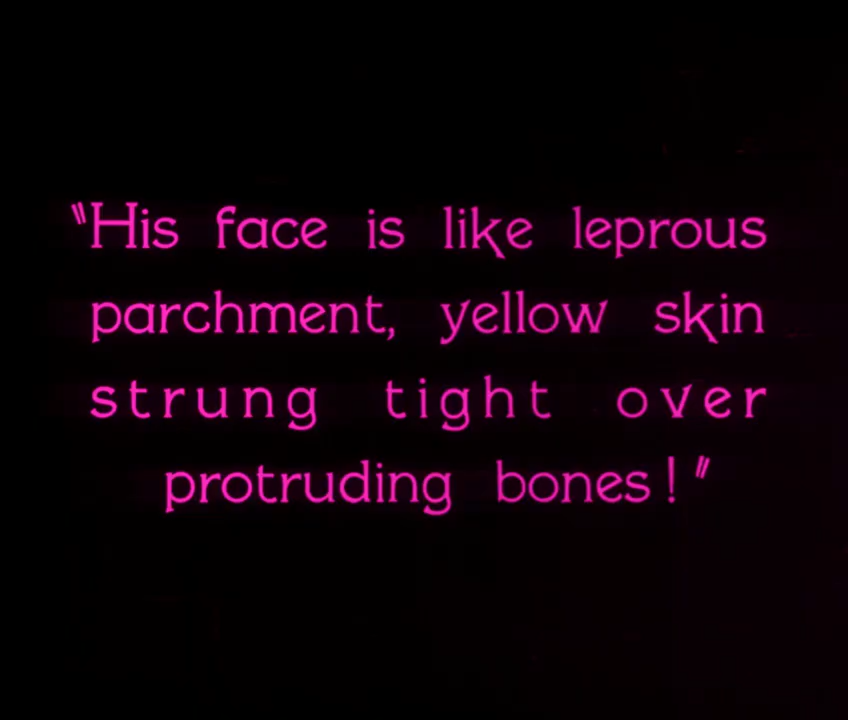 "His face is like leprous
parchment, yellow skin
strung tight over
protruding bones!"